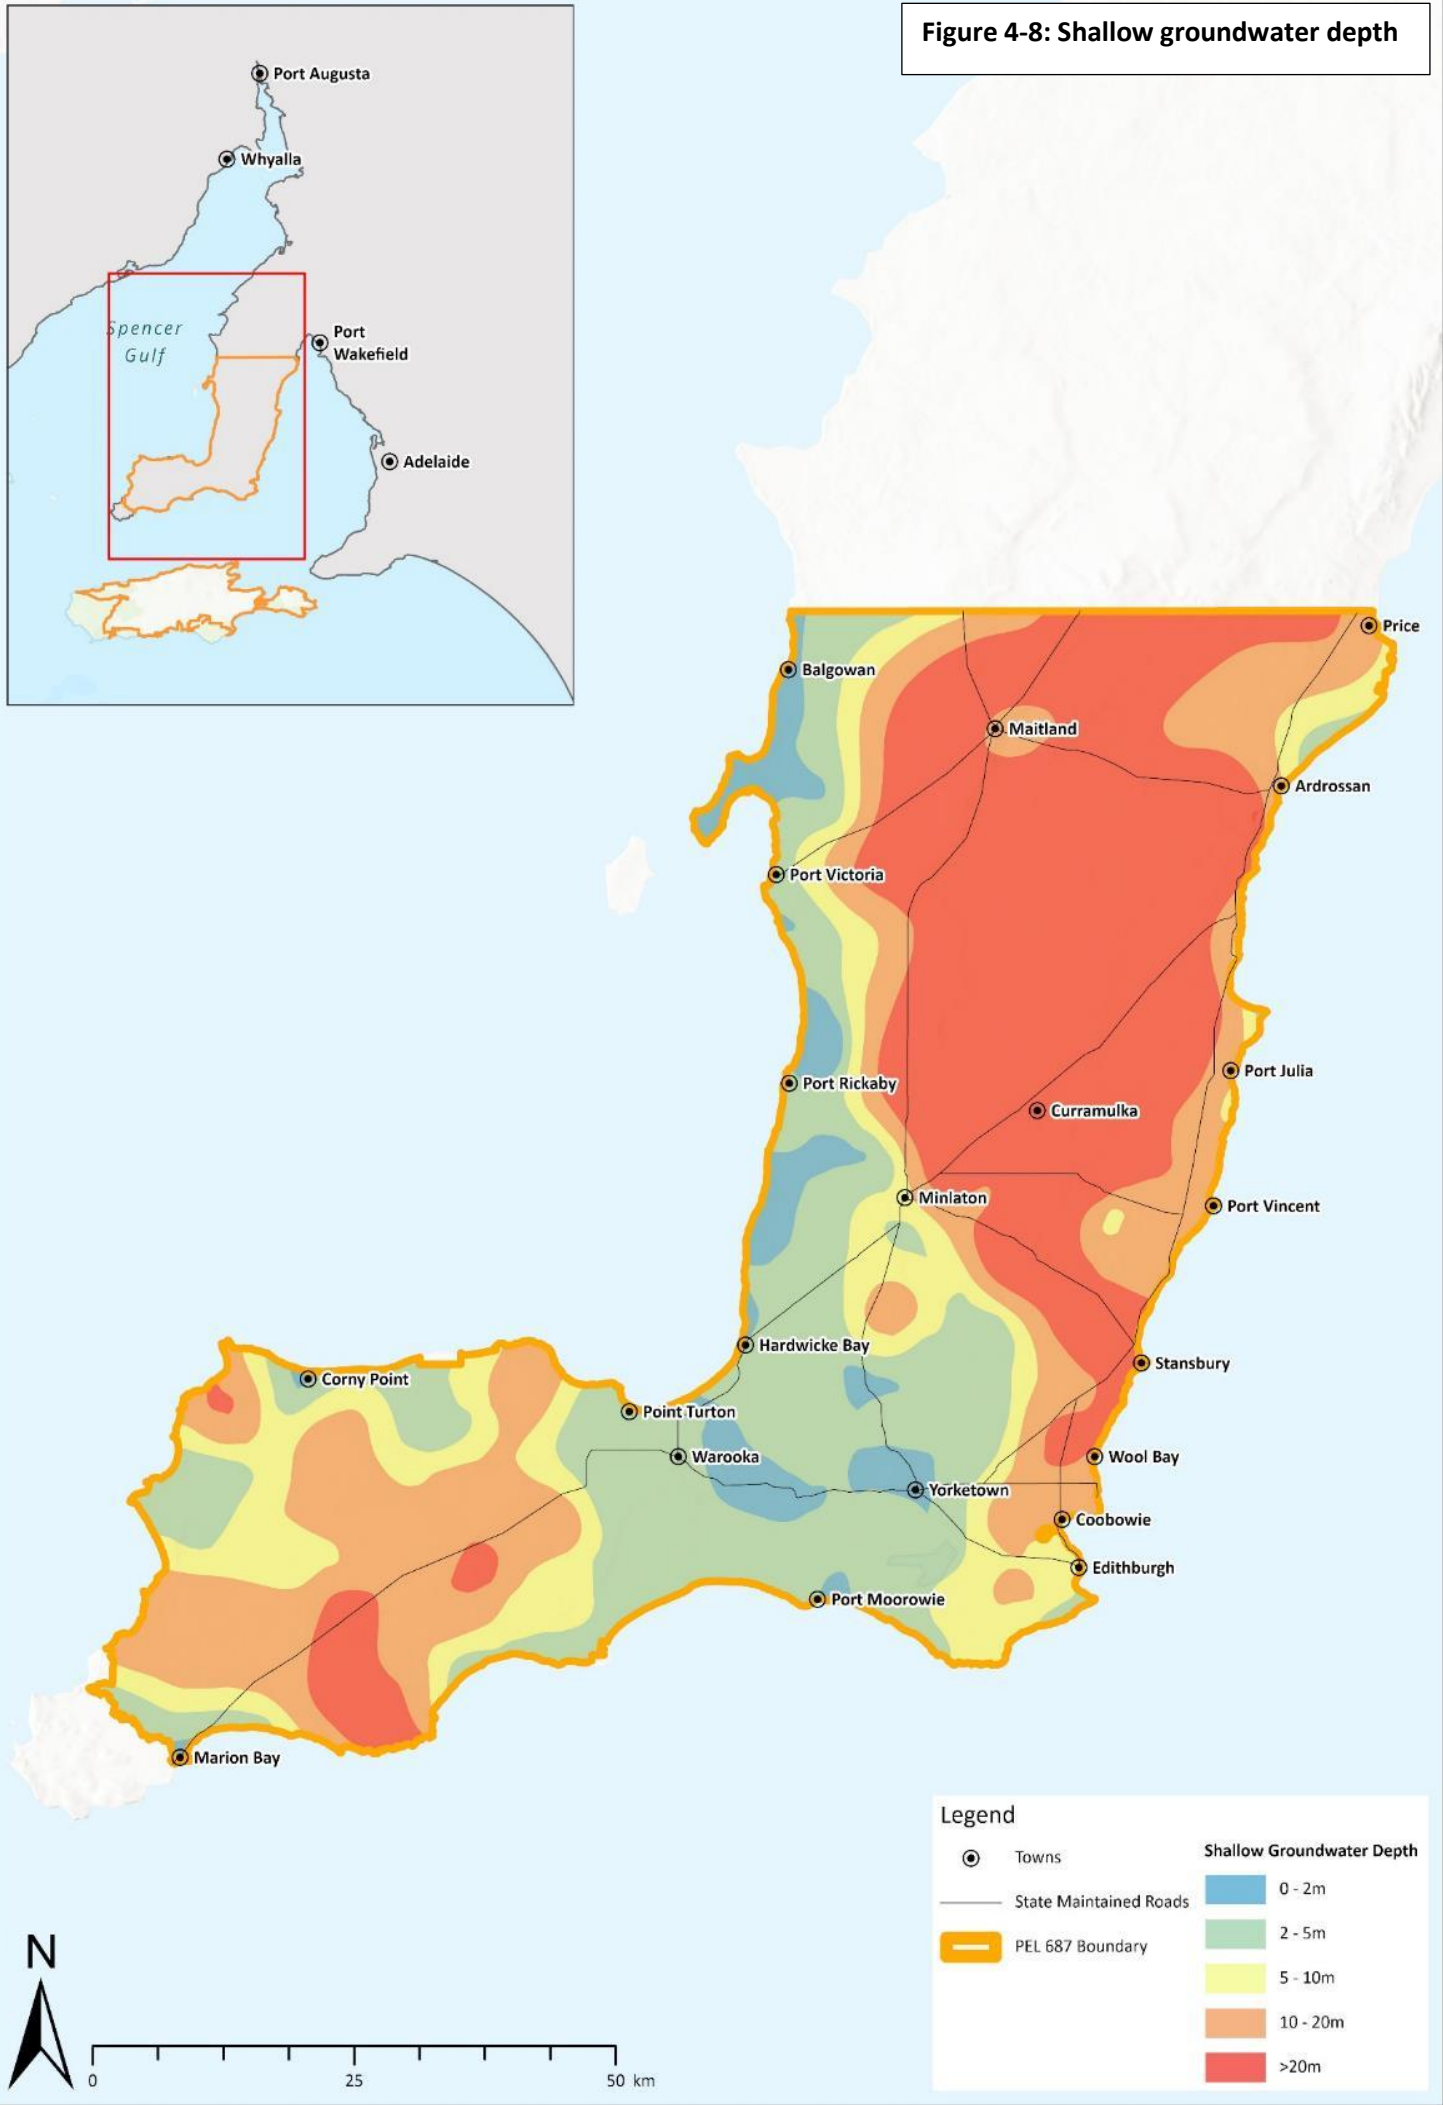 Figure 4-8: Shallow groundwater depth
Port Augusta
Whyalla
Spencer
Gulf
Port
Wakefield
Adelaide
Price
Balgowan
Maitland
Ardrossan
Port Victoria
Port Julia
Port Rickaby
Curramulka
Minlaton
Port Vincent
Hardwicke Bay
Stansbury
Corny Point
Point Turton
Warooka
Wool Bay
Yorketown
Coobowie
Edithburgh
Port Moorowie
Marion Bay
Legend
Towns
State Maintained Roads
PEL 687 Boundary
Shallow Groundwater Depth
0 - 2m
2 - 5m
5 - 10m
10 - 20m
>20m
N
0 25 50 km